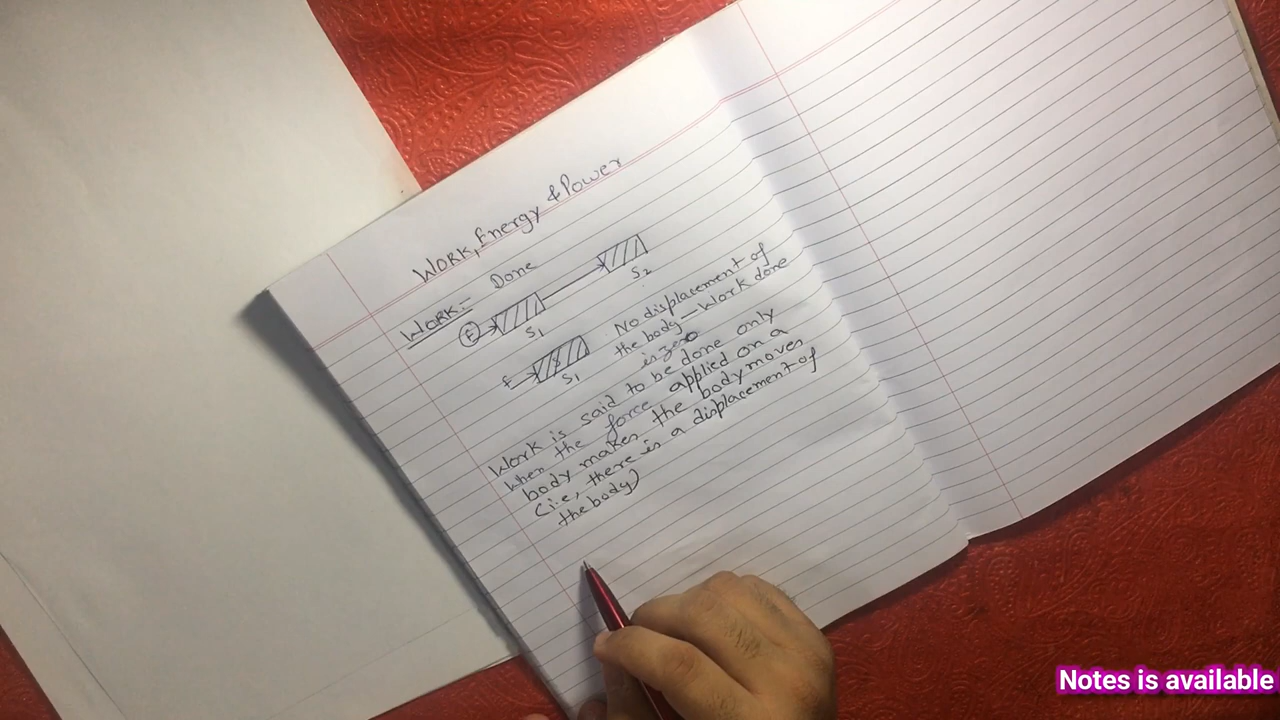 WORK, Energy & Power
WORK:- Done
F S1 S2
F S1
No displacement of
the body - Work done
is zero
Work is said to be done only
when the force applied on a
body makes the body moves
(i.e, there is a displacement of
the body)
Notes is available